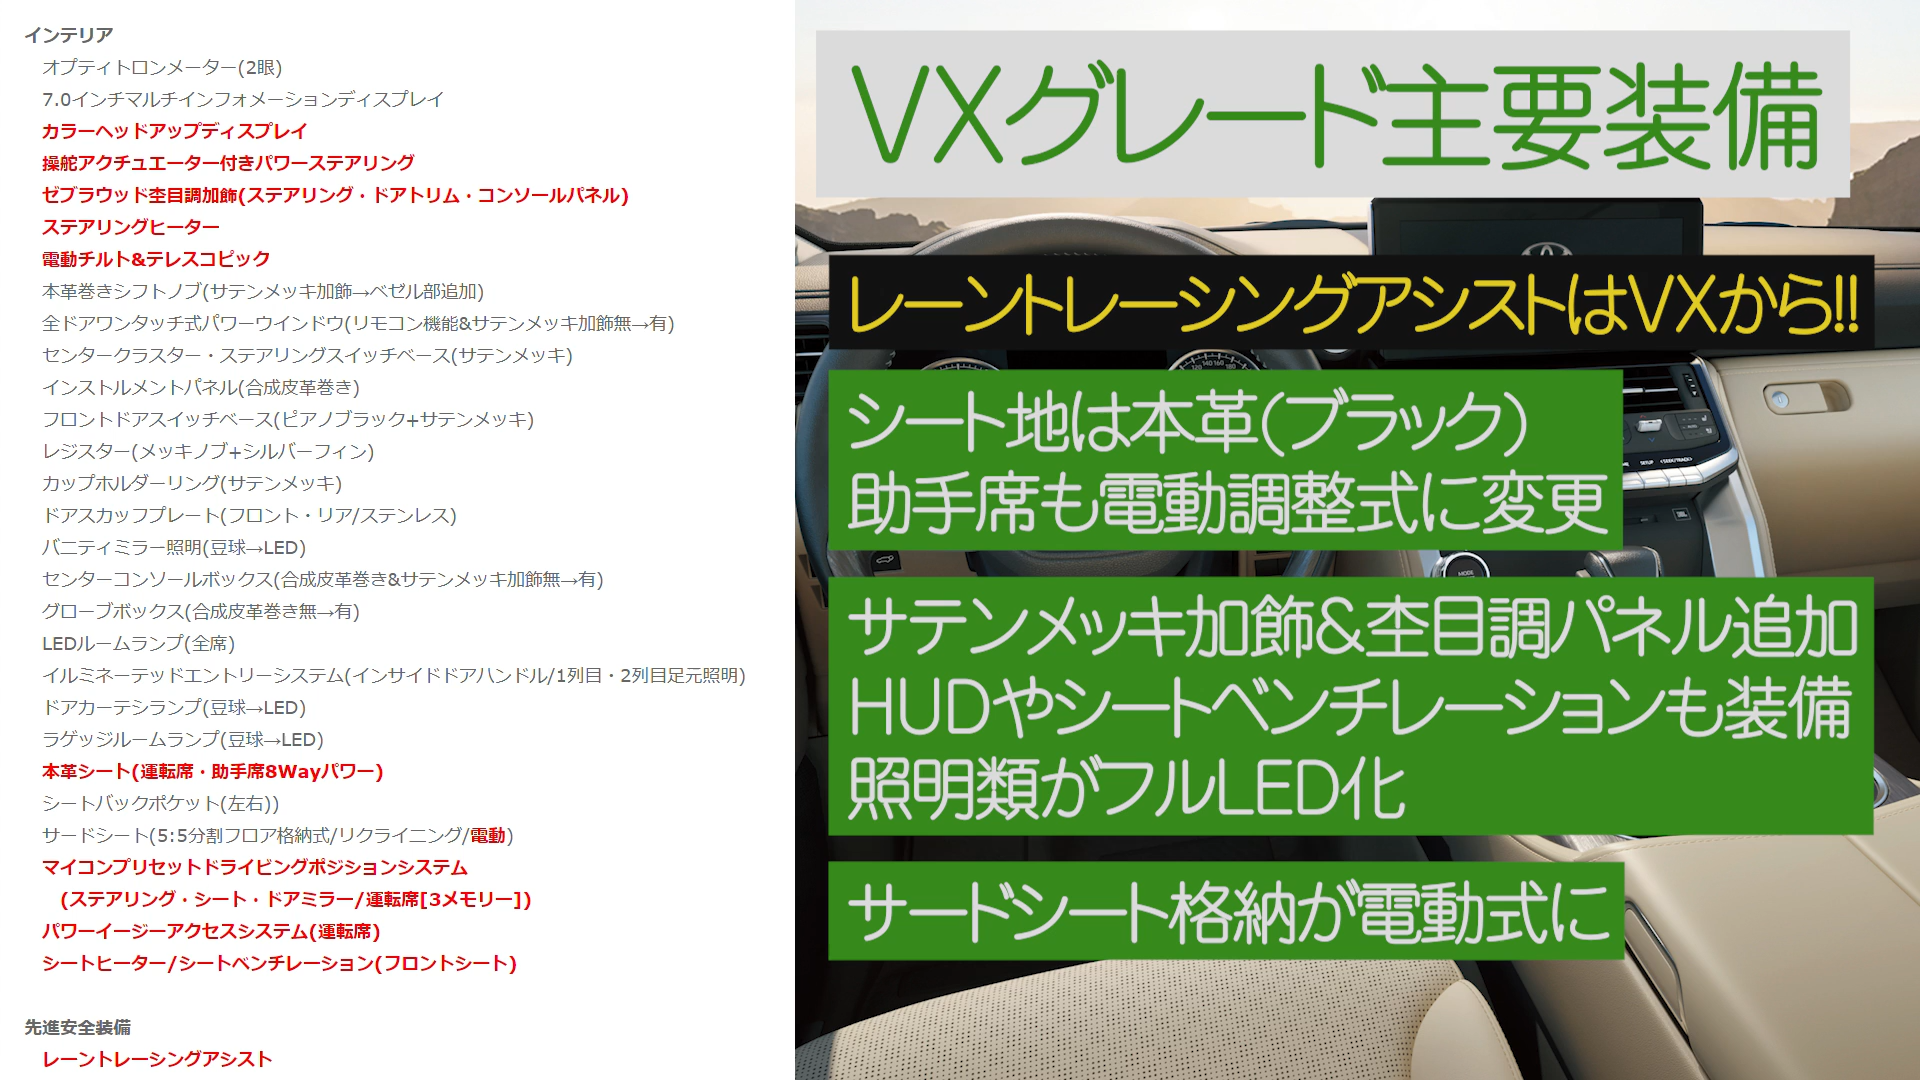 インテリア
オプティトロンメーター(2眼)
7.0インチマルチインフォメーションディスプレイ
カラーヘッドアップディスプレイ
操舵アクチュエーター付きパワーステアリング
ゼブラウッド杢目調加飾(ステアリング・ドアトリム・コンソールパネル)
ステアリングヒーター
電動チルト&テレスコピック
本革巻きシフトノブ(サテンメッキ加飾→ベゼル部追加)
全ドアワンタッチ式パワーウインドウ(リモコン機能&サテンメッキ加飾無→有)
センタークラスター・ステアリングスイッチベース(サテンメッキ)
インストルメントパネル(合成皮革巻き)
フロントドアスイッチベース(ピアノブラック+サテンメッキ)
レジスター(メッキノブ+シルバーフィン)
カップホルダーリング(サテンメッキ)
ドアスカッフプレート(フロント・リア/ステンレス)
バニティミラー照明(豆球→LED)
センターコンソールボックス(合成皮革巻き&サテンメッキ加飾無→有)
グローブボックス(合成皮革巻き無→有)
LEDルームランプ(全席)
イルミネーテッドエントリーシステム(インサイドドアハンドル/1列目・2列目足元照明)
ドアカーテシランプ(豆球→LED)
ラゲッジルームランプ(豆球→LED)
本革シート(運転席・助手席8Wayパワー)
シートバックポケット(左右))
サードシート(5:5分割フロア格納式/リクライニング/電動)
マイコンプリセットドライビングポジションシステム
(ステアリング・シート・ドアミラー/運転席[3メモリー])
パワーイージーアクセスシステム(運転席)
シートヒーター/シートベンチレーション(フロントシート)
先進安全装備
レーントレーシングアシスト
VXグレード主要装備
レーントレーシングアシストはVXから!!
シート地は本革(ブラック)
助手席も電動調整式に変更
サテンメッキ加飾&杢目調パネル追加
HUDやシートベンチレーションも装備
照明類がフルLED化
サードシート格納が電動式に
MODE
SETUP